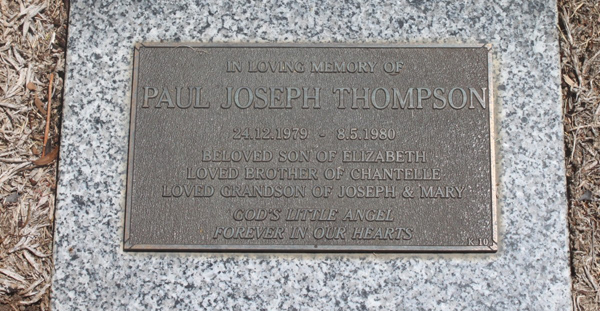 IN LOVING MEMORY OF
PAUL JOSEPH THOMPSON
24.12.1979 - 8.5.1980
BELOVED SON OF ELIZABETH
LOVED BROTHER OF CHANTELLE
LOVED GRANDSON OF JOSEPH & MARY
GOD'S LITTLE ANGEL
FOREVER IN OUR HEARTS
K 10